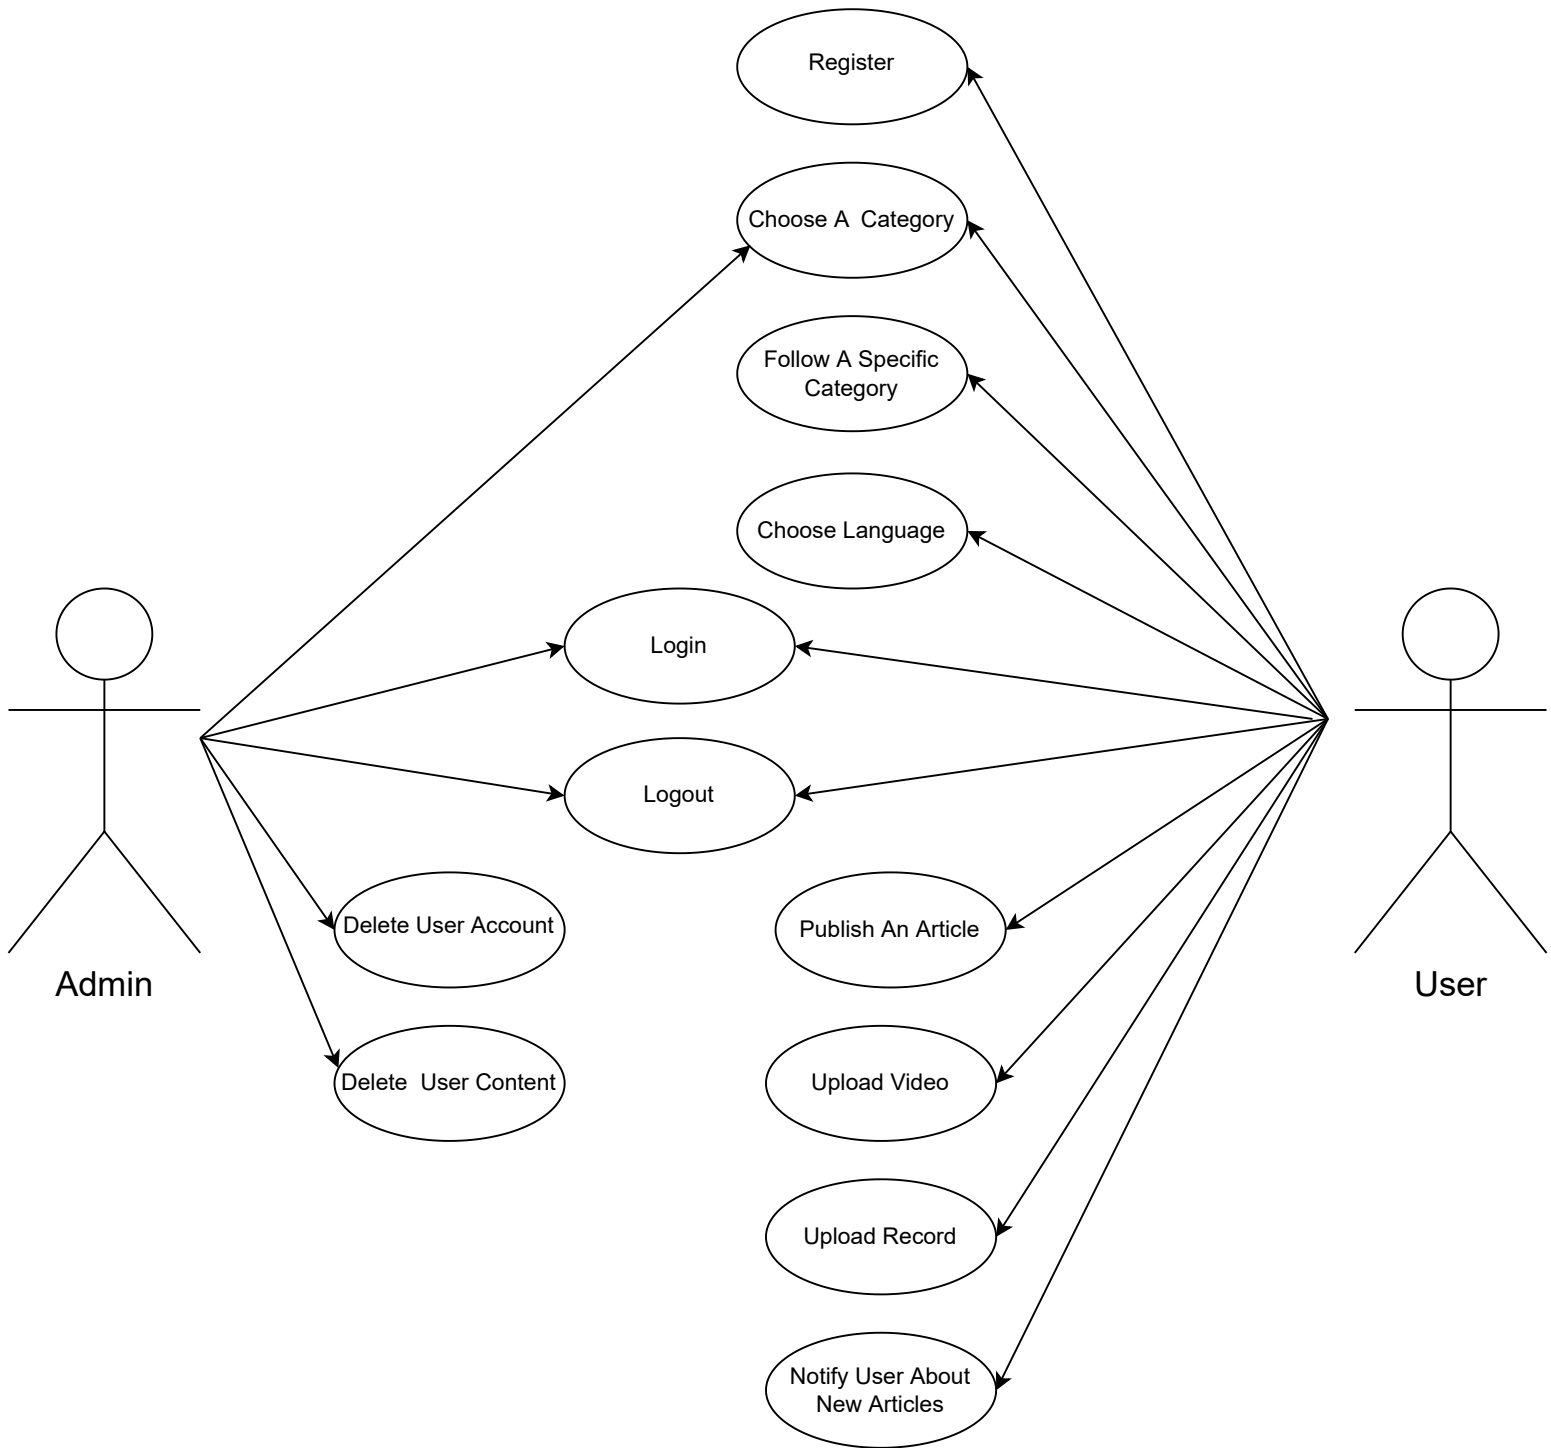 Register
Choose A  Category
Follow A Specific
Category
Choose Language
Login
Logout
Delete User Account
Publish An Article
Admin
User
Delete  User Content
Upload Video
Upload Record
Notify User About
New Articles